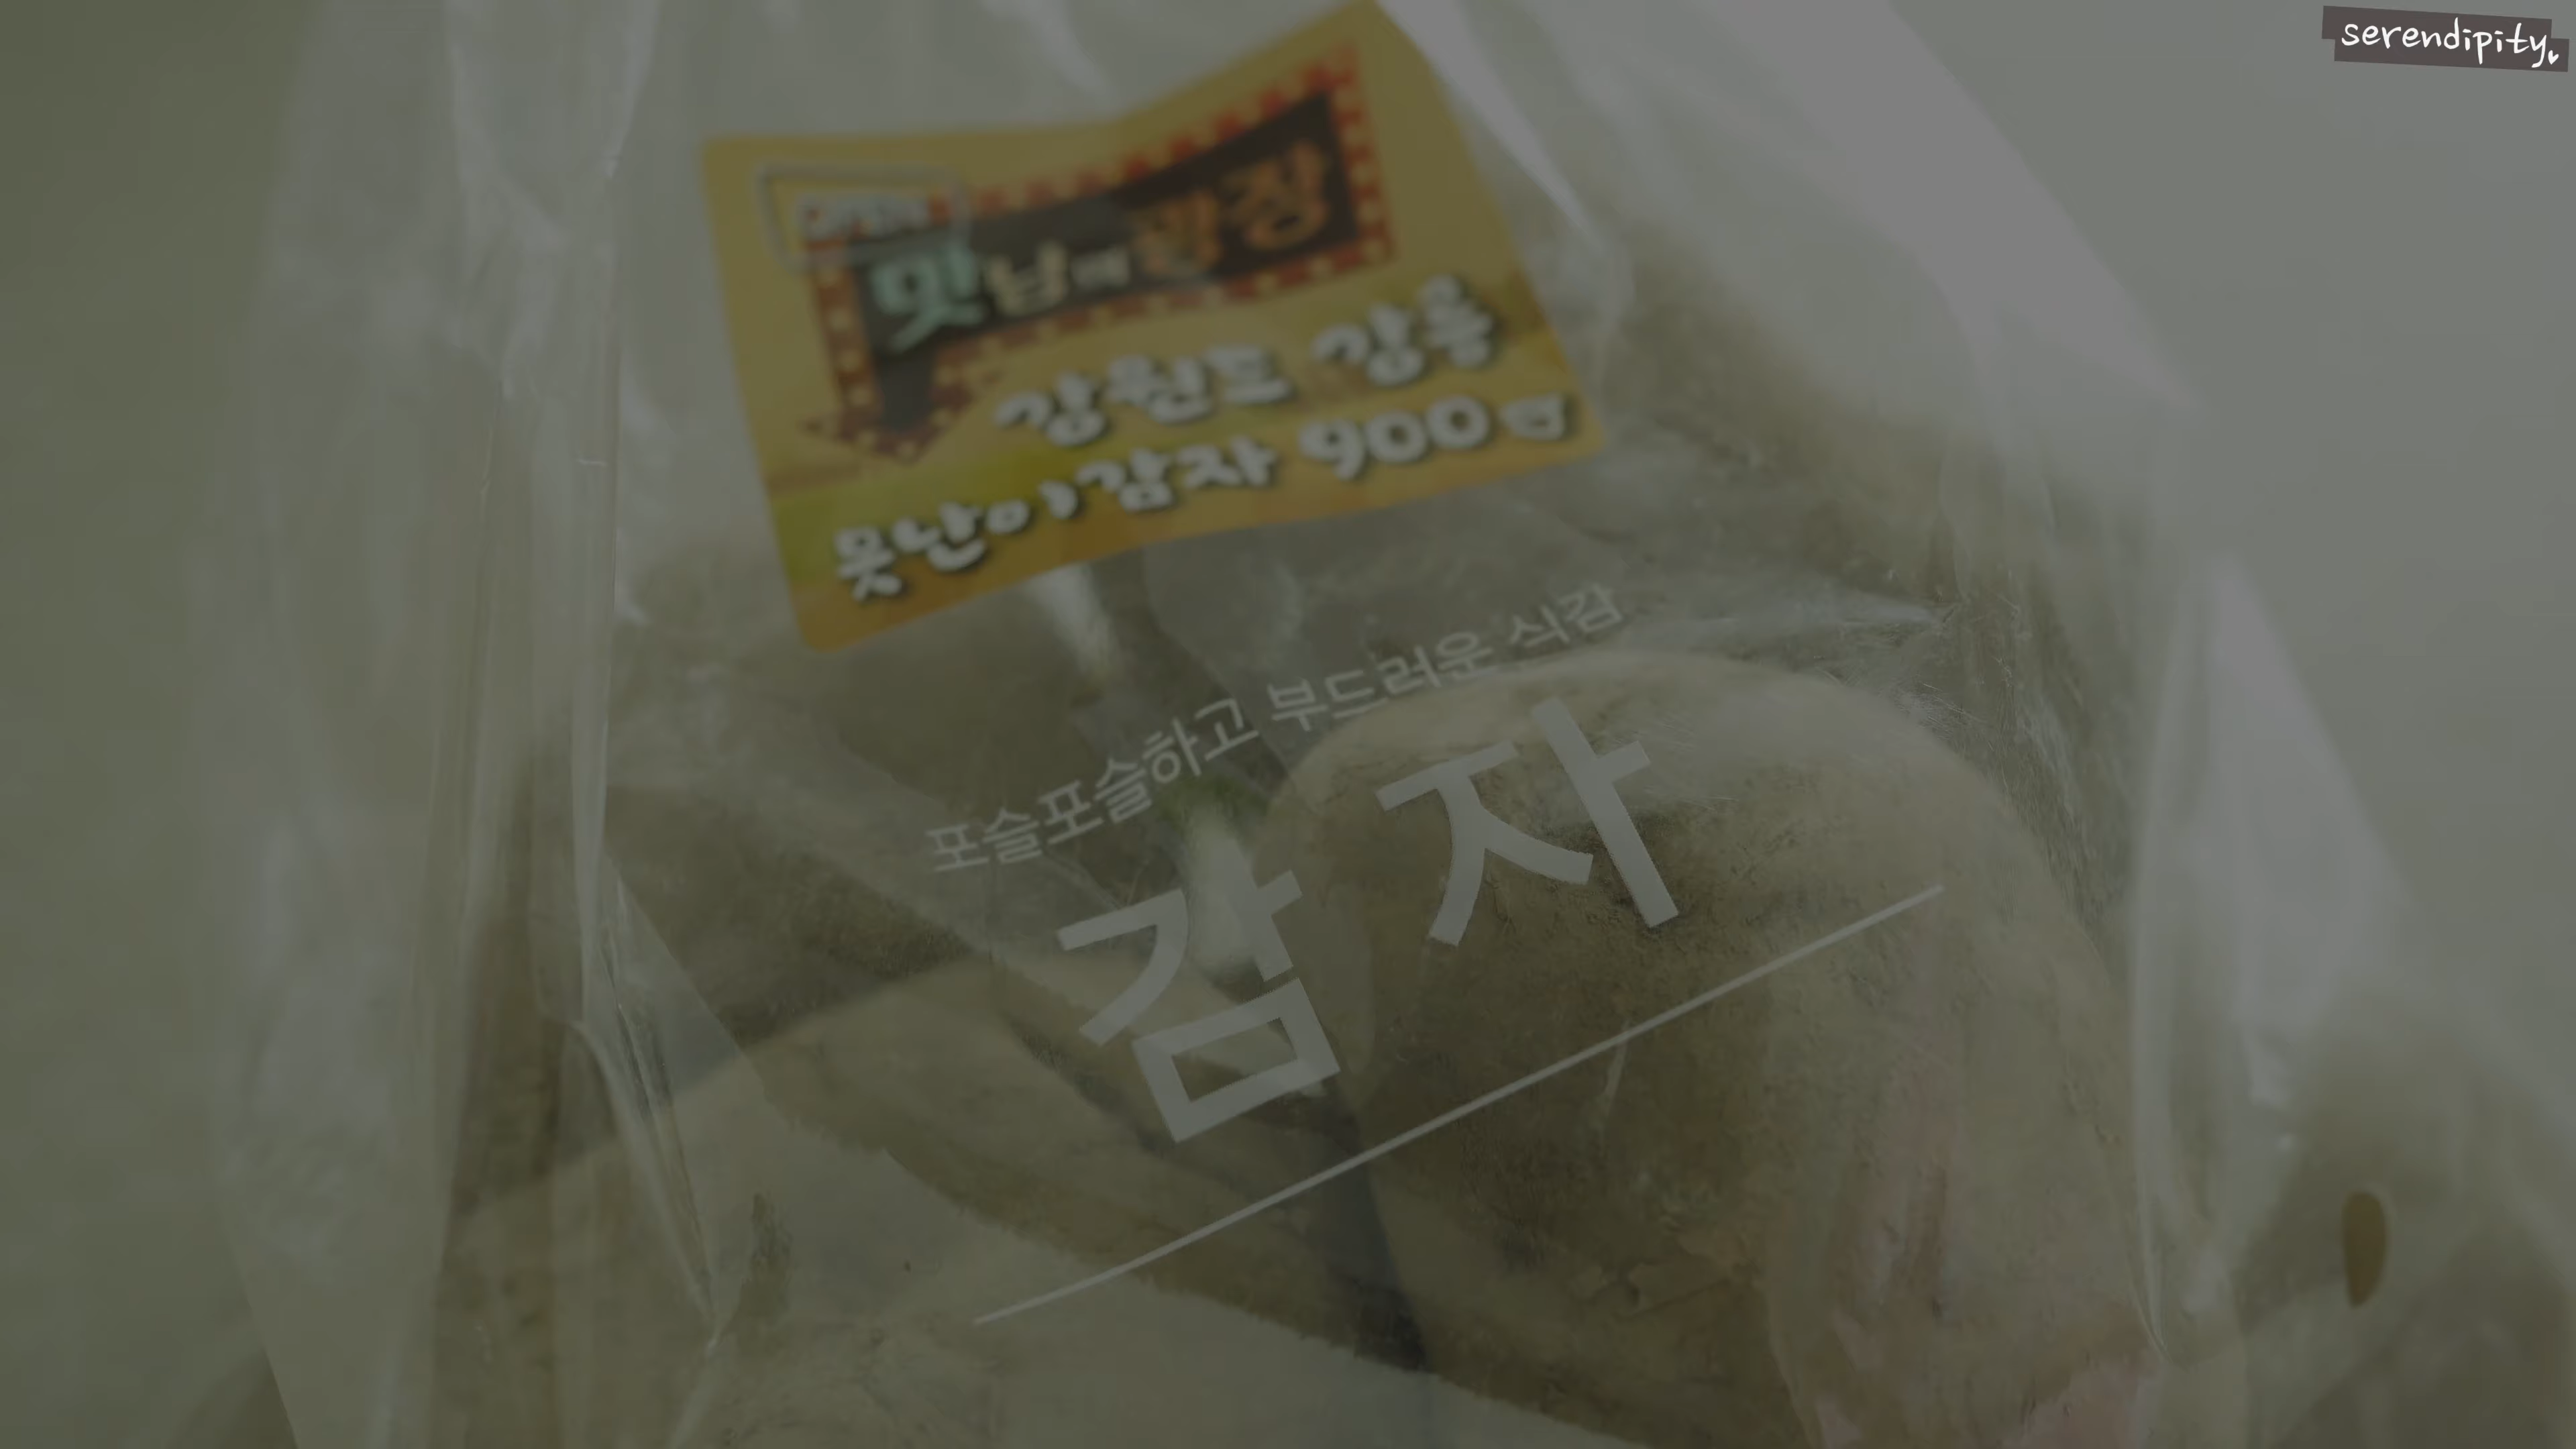 serendipity
맛남의 광장
강원도 강릉
못난이감자 900g
포슬포슬하고 부드러운 식감
감자